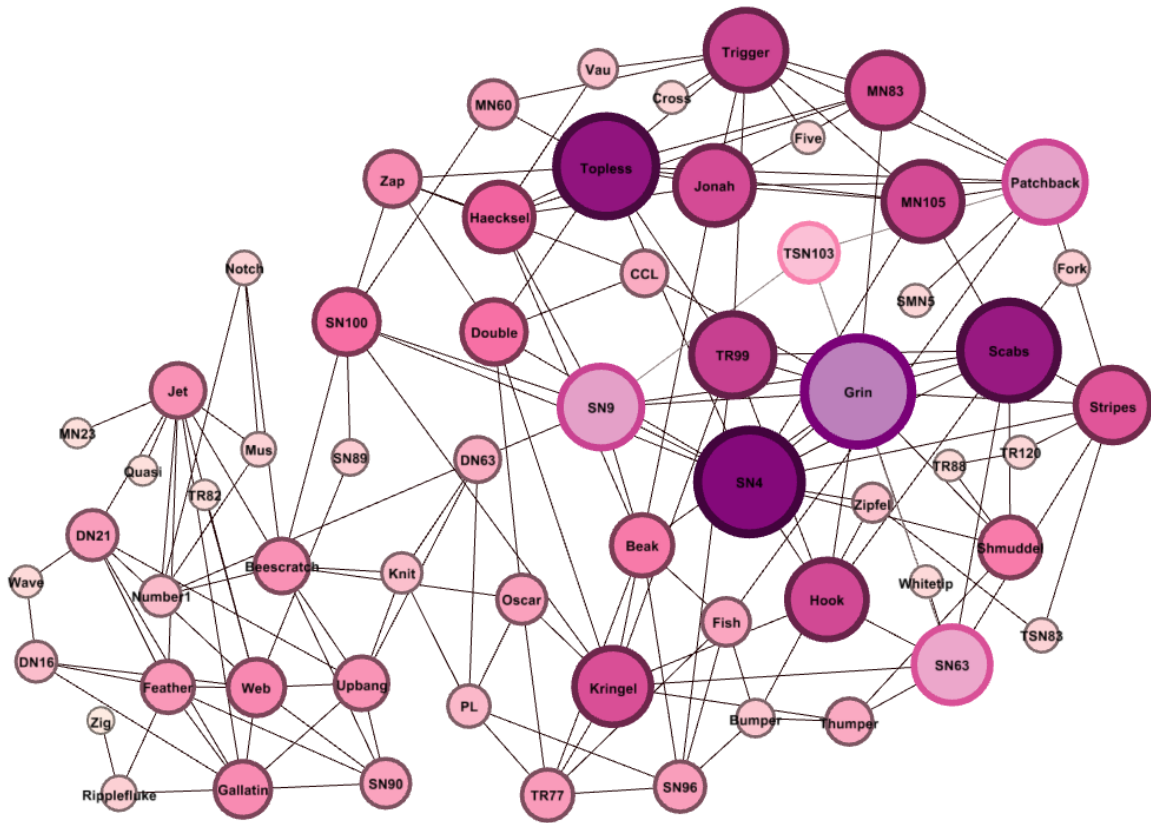 Trigger
Vau
MN83
Cross
MN60
Five
Topless
Zap
Jonah
Patchback
MN105
Haecksel
TSN103
Notch
CCL
Fork
SMN5
SN100
Double
TR99
Scabs
Jet
Grin
SN9
Stripes
MN23
Mus
SN89
DN63
TR120
Quasi
TR88
SN4
TR82
Zipfel
DN21
Beak
Shmuddel
Beescratch
Knit
Wave
Whitetip
Number1
Oscar
Hook
Fish
TSN83
DN16
SN63
Feather
Web
Upbang
Kringel
PL
Zig
Bumper
Thumper
SN90
SN96
Gallatin
Ripplefluke
TR77